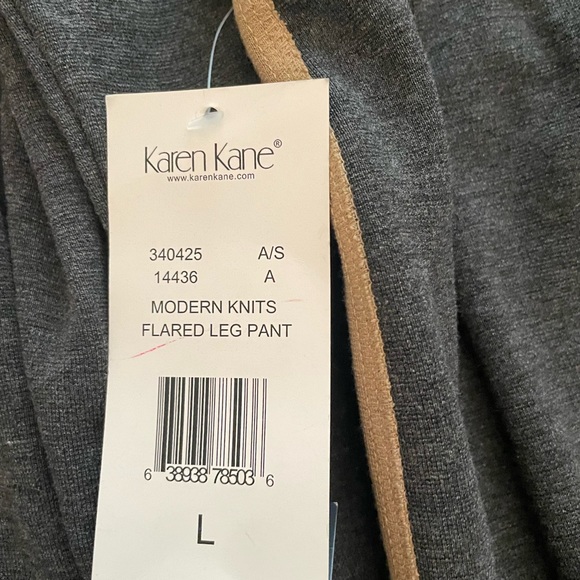 Karen Kane®
www.karenkane.com
340425 A/S
14436 A
MODERN KNITS
FLARED LEG PANT
6 38938 78503 6
L